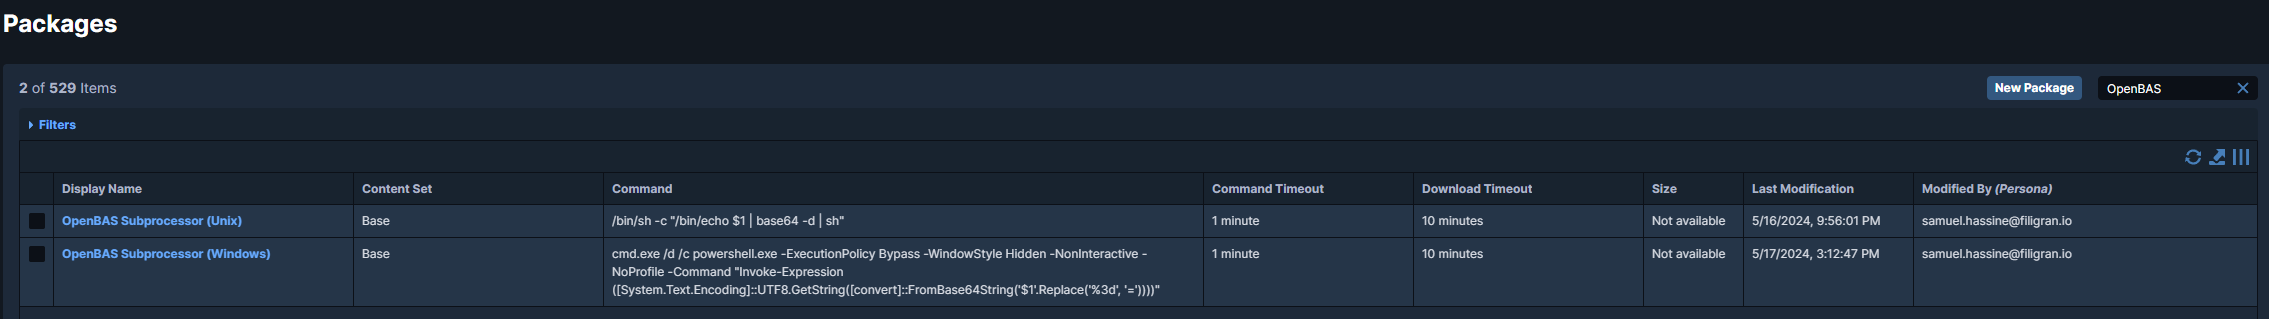 Packages
2 of 529 Items
New Package
OpenBAS
Filters
Display Name
Content Set
Command
Command Timeout
Download Timeout
Size
Last Modification
Modified By (Persona)
OpenBAS Subprocessor (Unix)
Base
/bin/sh -c "/bin/echo $1 | base64 -d | sh"
1 minute
10 minutes
Not available
5/16/2024, 9:56:01 PM
samuel.hassine@filigran.io
OpenBAS Subprocessor (Windows)
Base
cmd.exe /d /c powershell.exe -ExecutionPolicy Bypass -WindowStyle Hidden -NonInteractive -
NoProfile -Command "Invoke-Expression
([System.Text.Encoding]::UTF8.GetString([convert]::FromBase64String('$1'.Replace('%3d', '='))))"
1 minute
10 minutes
Not available
5/17/2024, 3:12:47 PM
samuel.hassine@filigran.io